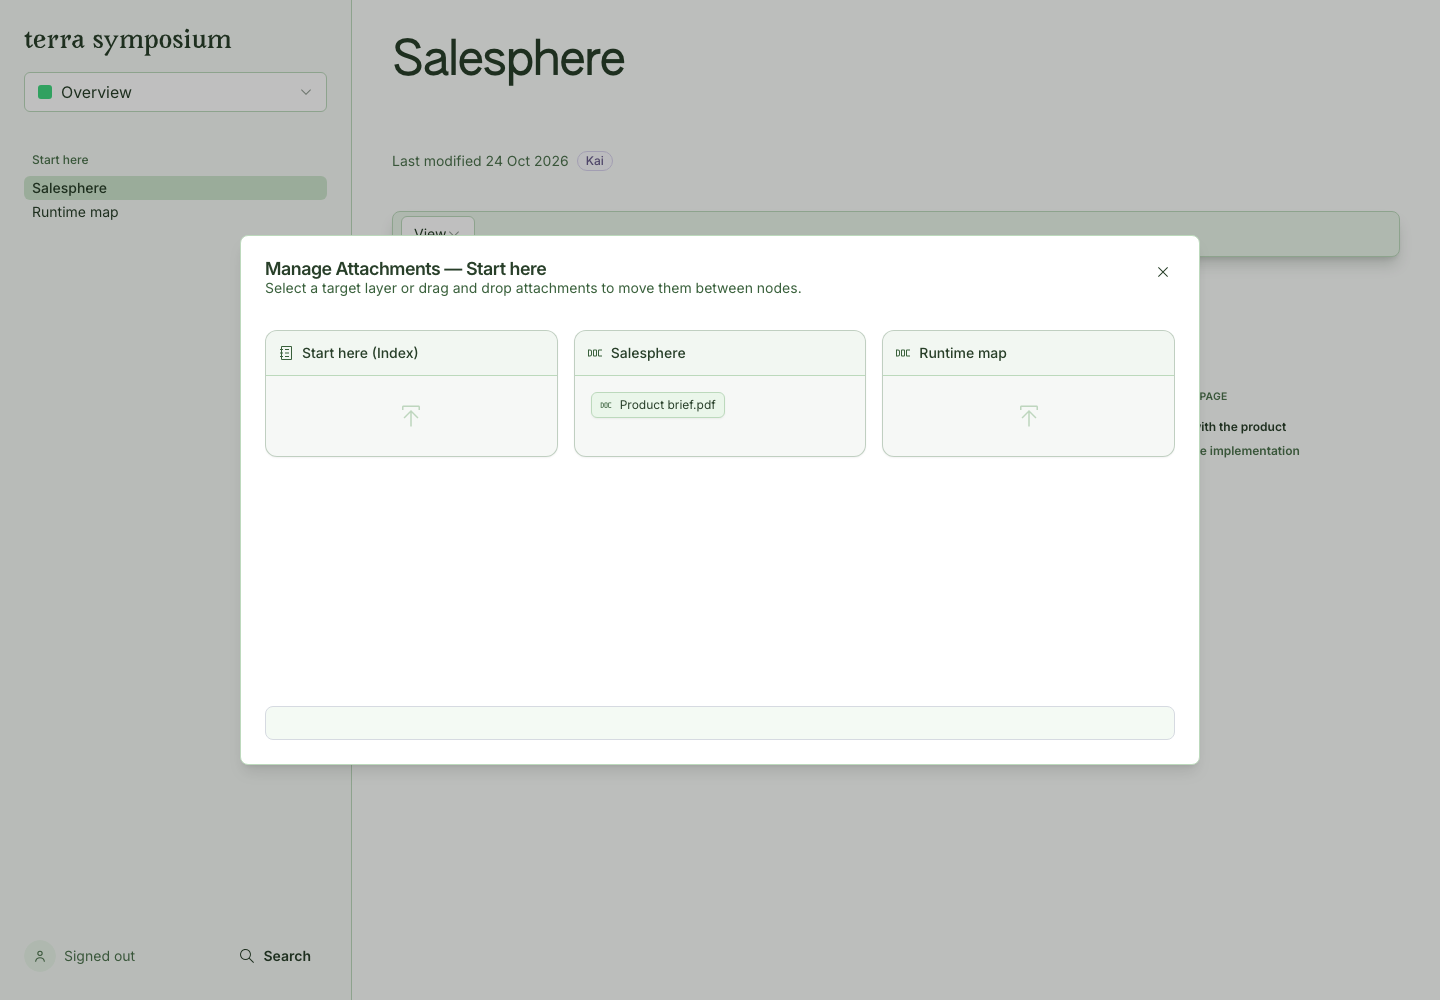 terra symposium
Overview
Start here
Salesphere
Runtime map
Signed out
Search
Salesphere
Last modified 24 Oct 2026 Kai
View
Manage Attachments — Start here
Select a target layer or drag and drop attachments to move them between nodes.
Start here (Index)
DOC Salesphere
DOC Product brief.pdf
DOC Runtime map
PAGE
with the product
implementation